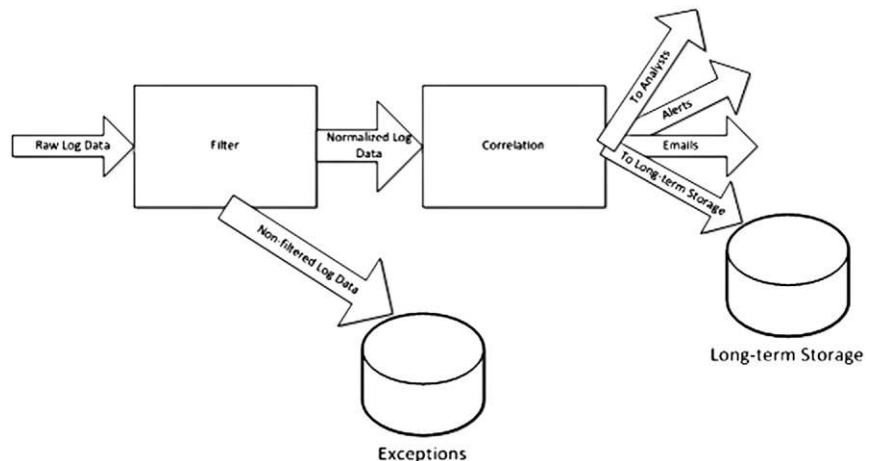 To Analysts
Alerts
Raw Log Data
Filter
Normalized Log
Data
Correlation
Emails
To Long-term Storage
Non-filtered Log Data
Long-term Storage
Exceptions